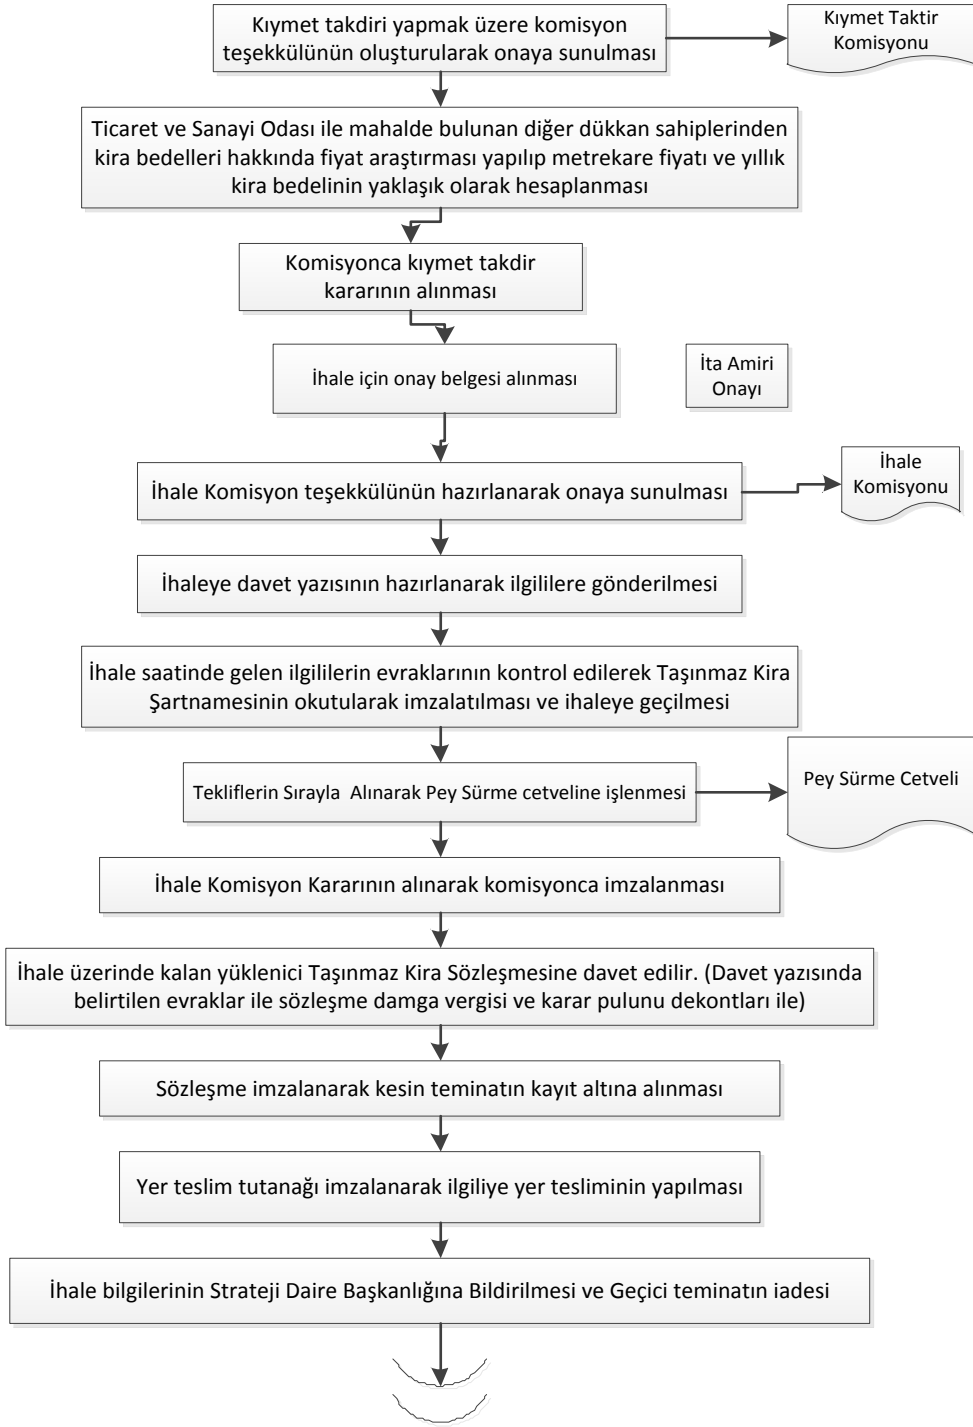 Kıymet takdiri yapmak üzere komisyon
teşekkülünün oluşturularak onaya sunulması
Kıymet Taktir
Komisyonu
Ticaret ve Sanayi Odası ile mahalde bulunan diğer dükkan sahiplerinden
kira bedelleri hakkında fiyat araştırması yapılıp metrekare fiyatı ve yıllık
kira bedelinin yaklaşık olarak hesaplanması
Komisyonca kıymet takdir
kararının alınması
İhale için onay belgesi alınması
İta Amiri
Onayı
İhale Komisyon teşekkülünün hazırlanarak onaya sunulması
İhale
Komisyonu
İhaleye davet yazısının hazırlanarak ilgililere gönderilmesi
İhale saatinde gelen ilgililerin evraklarının kontrol edilerek Taşınmaz Kira
Şartnamesinin okutularak imzalatılması ve ihaleye geçilmesi
Tekliflerin Sırayla  Alınarak Pey Sürme cetveline işlenmesi
Pey Sürme Cetveli
İhale Komisyon Kararının alınarak komisyonca imzalanması
İhale üzerinde kalan yüklenici Taşınmaz Kira Sözleşmesine davet edilir. (Davet yazısında
belirtilen evraklar ile sözleşme damga vergisi ve karar pulunu dekontları ile)
Sözleşme imzalanarak kesin teminatın kayıt altına alınması
Yer teslim tutanağı imzalanarak ilgiliye yer tesliminin yapılması
İhale bilgilerinin Strateji Daire Başkanlığına Bildirilmesi ve Geçici teminatın iadesi